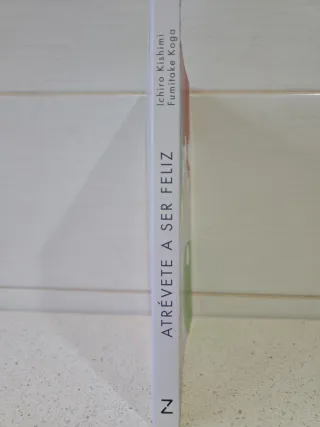 Ichiro Kishimi
Fumitake Koga
ATRÉVETE A SER FELIZ
Z